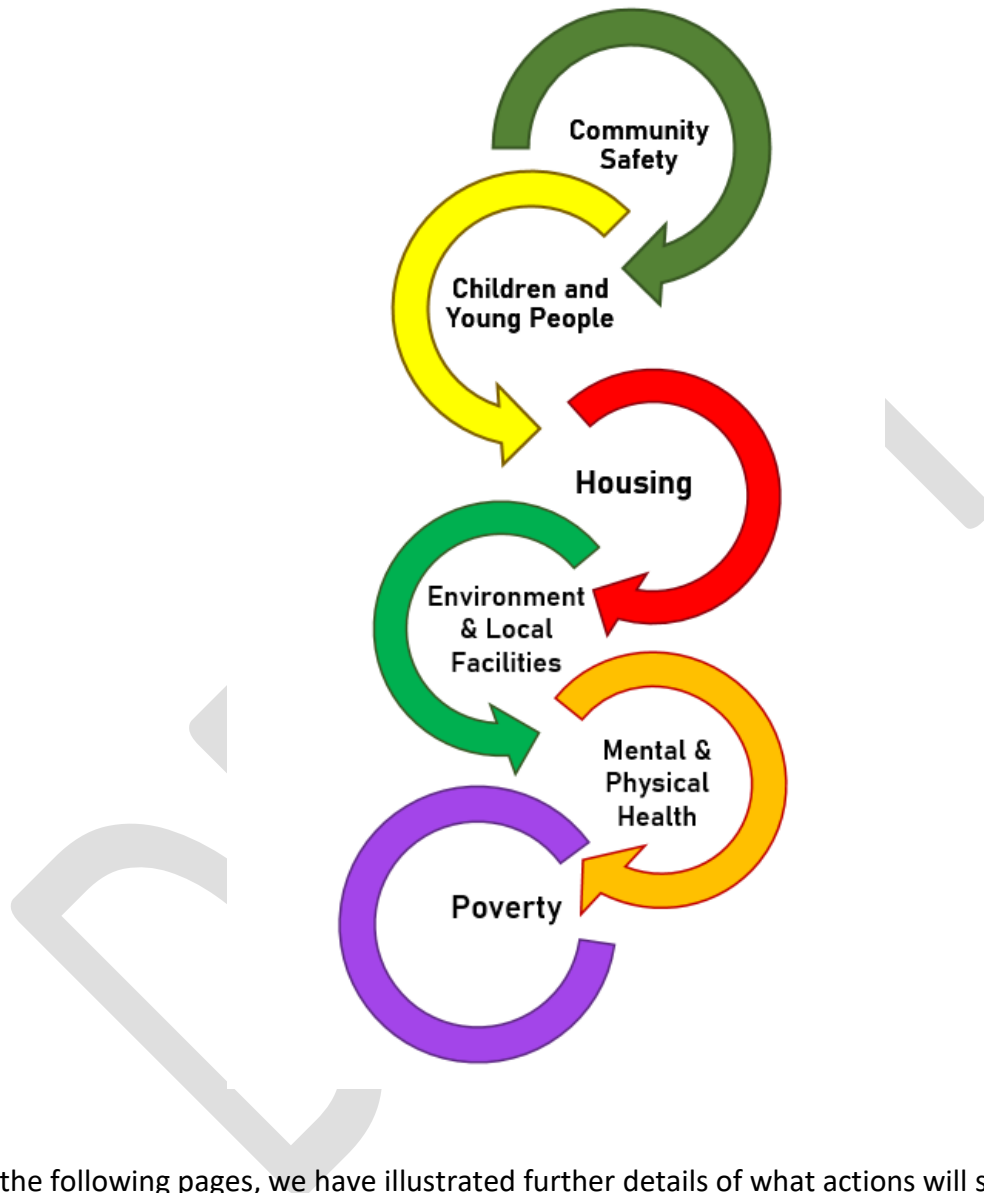 Community
Safety
Children and
Young People
Housing
Environment
& Local
Facilities
Mental &
Physical
Health
Poverty
the following pages, we have illustrated further details of what actions will s